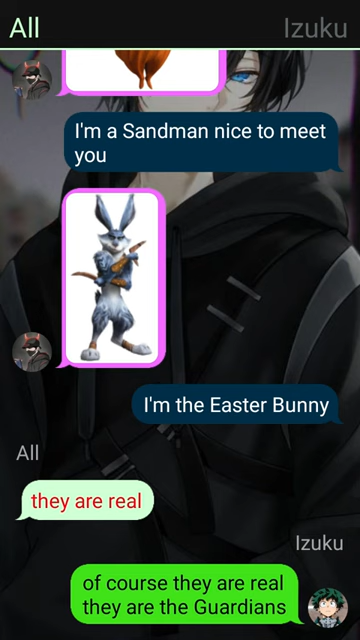 All Izuku
I'm a Sandman nice to meet
you
I'm the Easter Bunny
All
they are real
Izuku
of course they are real
they are the Guardians